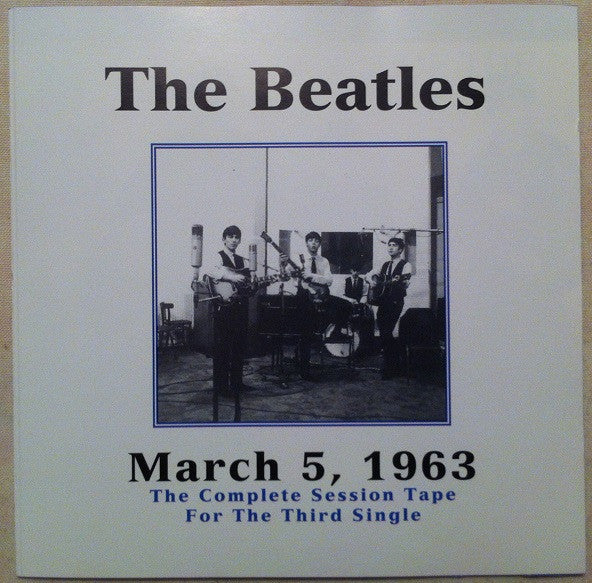 The Beatles
March 5, 1963
The Complete Session Tape
For The Third Single